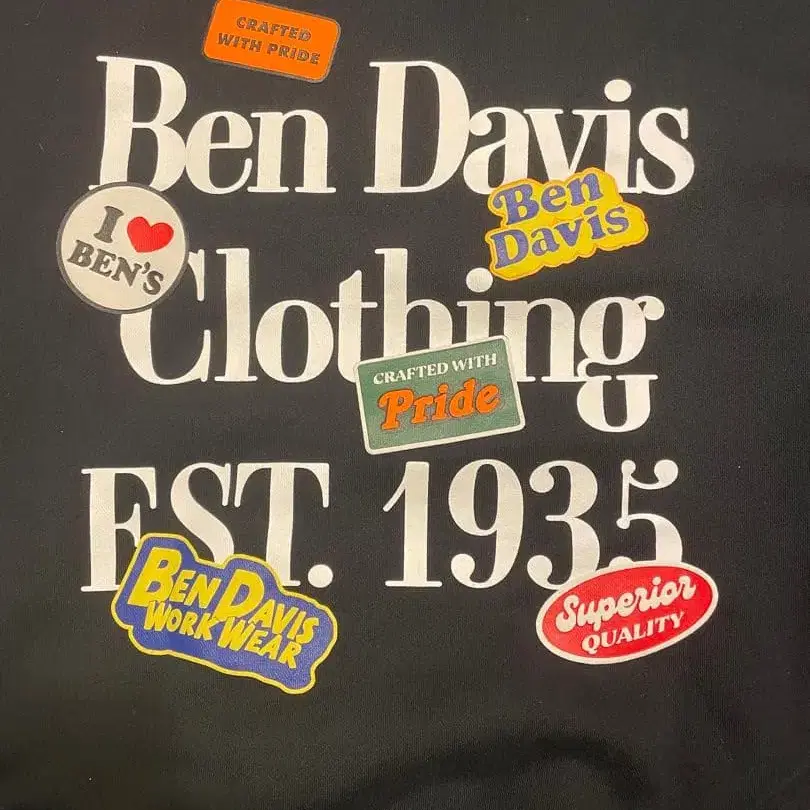 CRAFTED
WITH PRIDE
Ben Davis
Ben
Davis
I ❤
BEN'S
Clothing
CRAFTED WITH
Pride
EST. 1935
BEN DAVIS
WORK WEAR
Superior
QUALITY